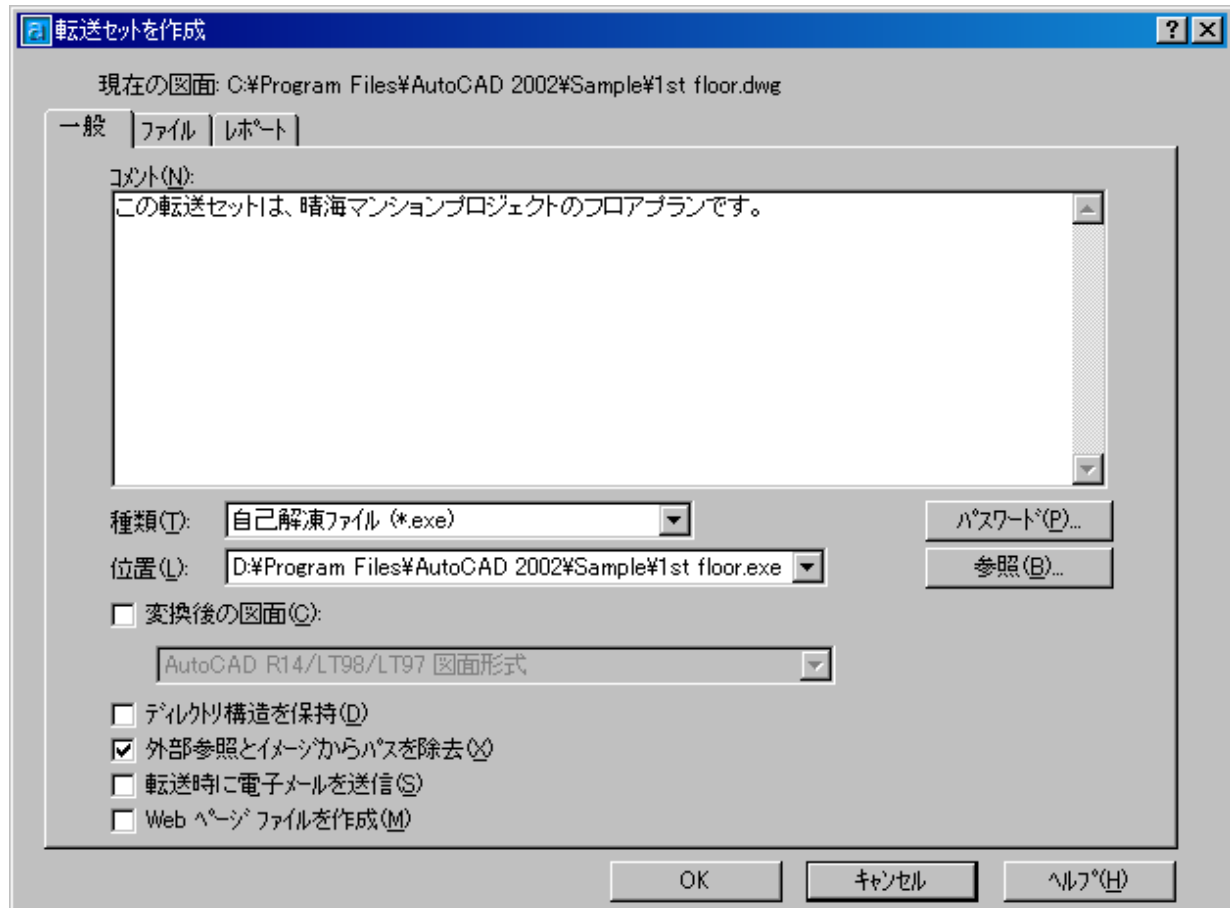 転送セットを作成
現在の図面: C:¥Program Files¥AutoCAD 2002¥Sample¥1st floor.dwg
一般 ファイル レポート
コメント(N):
この転送セットは、晴海マンションプロジェクトのフロアプランです。
種類(T): 自己解凍ファイル (*.exe) パスワード(P)...
位置(L): D:¥Program Files¥AutoCAD 2002¥Sample¥1st floor.exe 参照(B)...
変換後の図面(C):
AutoCAD R14/LT98/LT97 図面形式
ディレクトリ構造を保持(D)
外部参照とイメージからパスを除去(X)
転送時に電子メールを送信(S)
Web ページ ファイルを作成(M)
OK キャンセル ヘルプ(H)